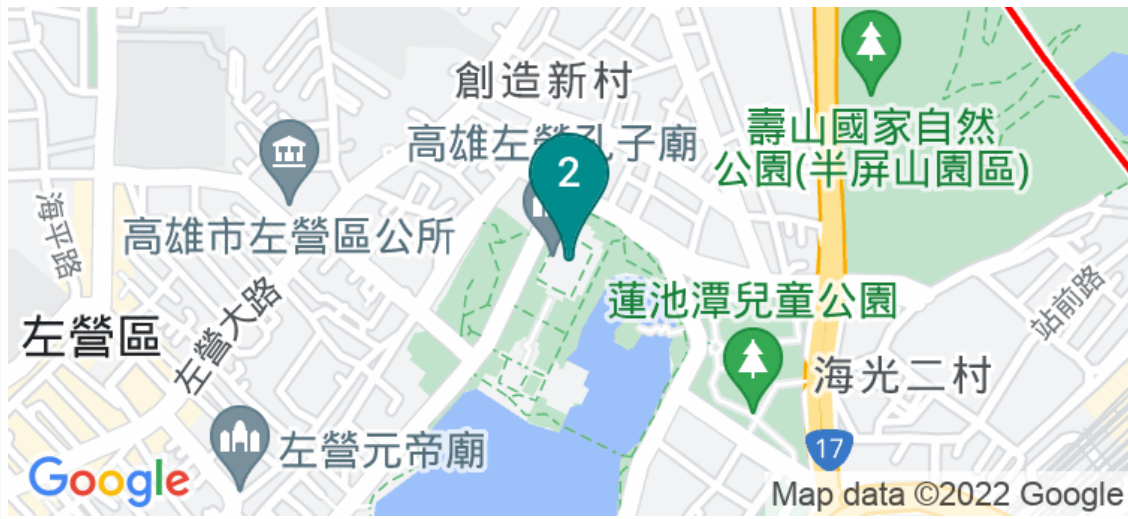 創造新村
高雄左營孔子廟
2
壽山國家自然
公園(半屏山園區)
海平路
高雄市左營區公所
左營大路
左營區
蓮池潭兒童公園
站前路
海光二村
17
左營元帝廟
Google
Map data ©2022 Google